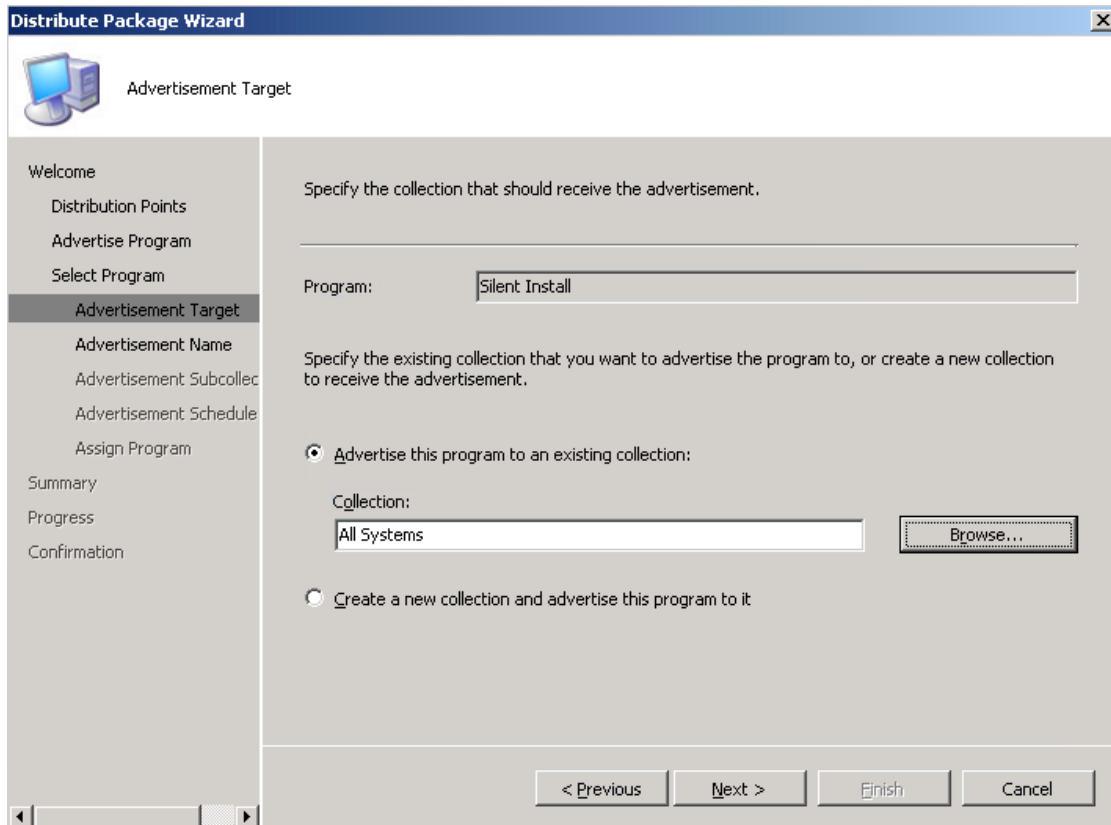 Distribute Package Wizard
Advertisement Target
Welcome
Distribution Points
Advertise Program
Select Program
Advertisement Target
Advertisement Name
Advertisement Subcollec
Advertisement Schedule
Assign Program
Summary
Progress
Confirmation
Specify the collection that should receive the advertisement.
Program: Silent Install
Specify the existing collection that you want to advertise the program to, or create a new collection
to receive the advertisement.
Advertise this program to an existing collection:
Collection:
All Systems Browse...
Create a new collection and advertise this program to it
< Previous Next > Finish Cancel